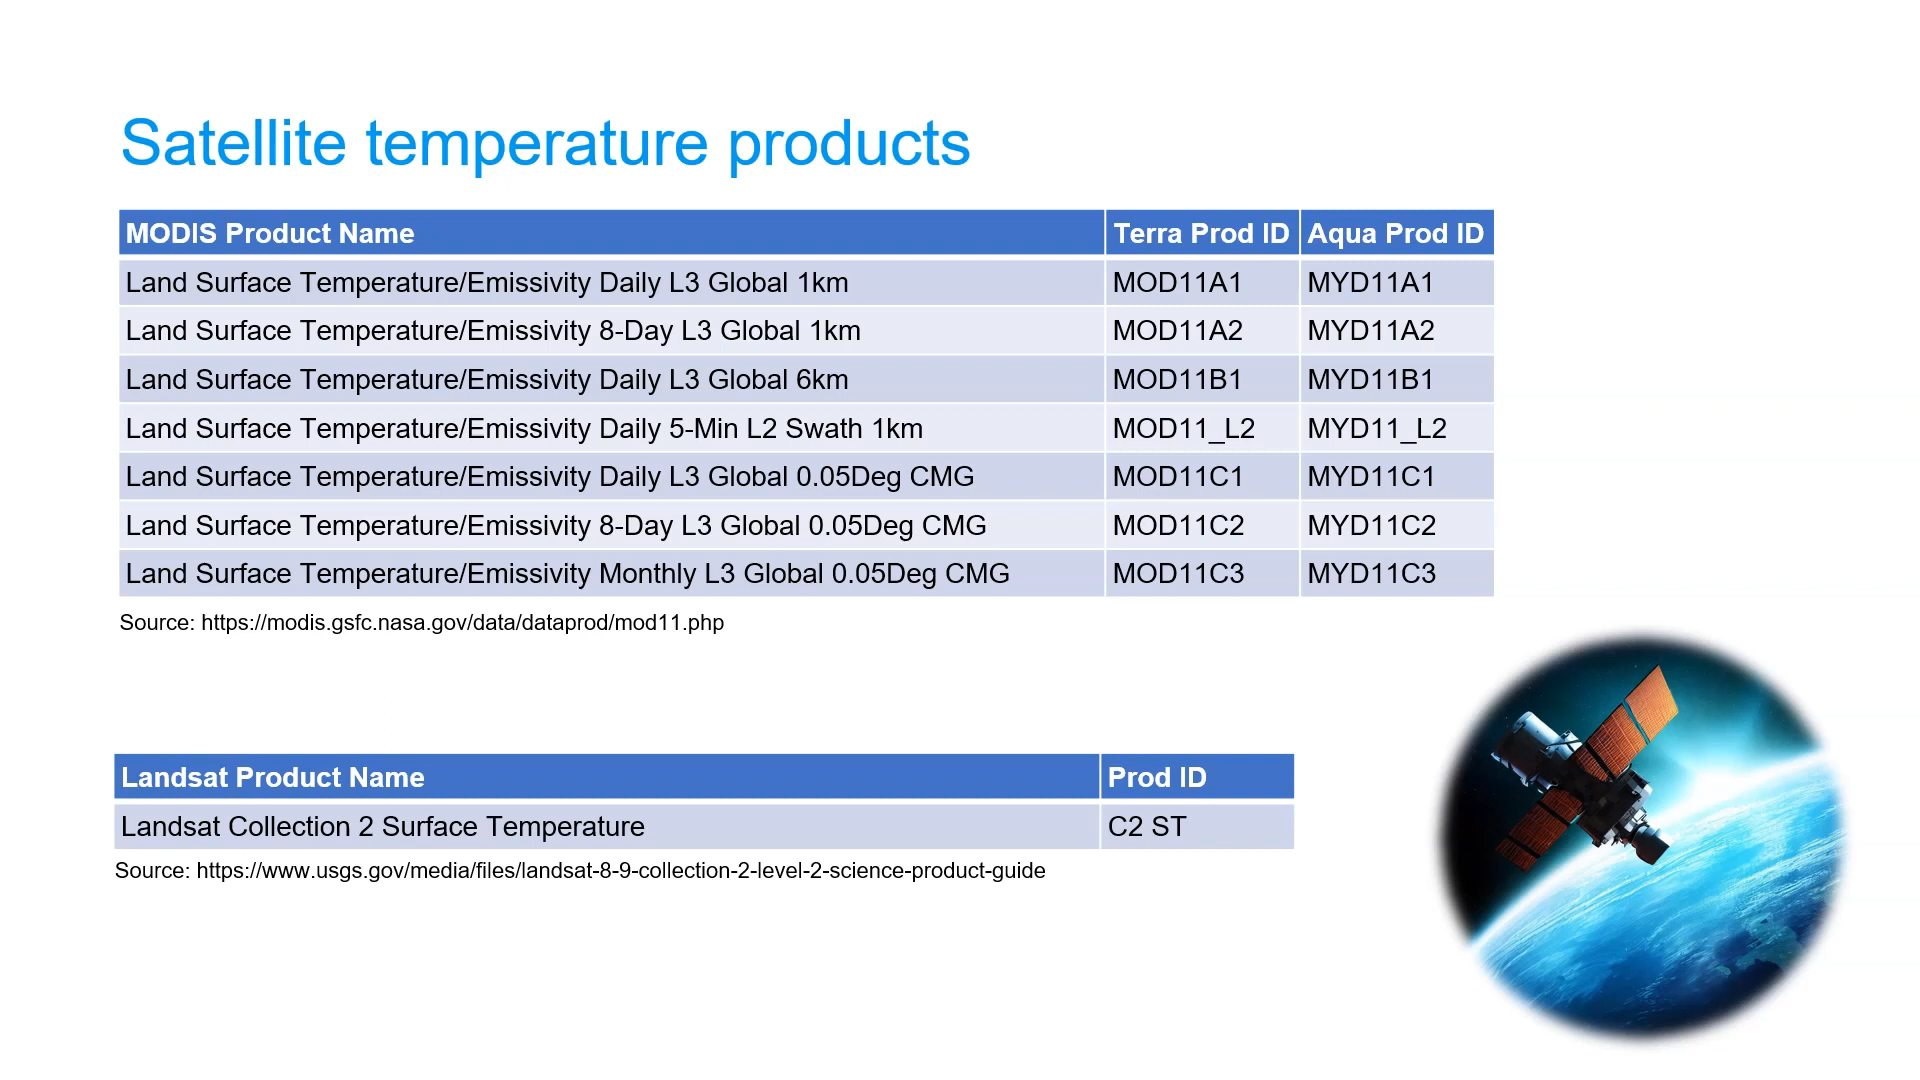 Satellite temperature products
MODIS Product Name Terra Prod ID Aqua Prod ID
Land Surface Temperature/Emissivity Daily L3 Global 1km MOD11A1 MYD11A1
Land Surface Temperature/Emissivity 8-Day L3 Global 1km MOD11A2 MYD11A2
Land Surface Temperature/Emissivity Daily L3 Global 6km MOD11B1 MYD11B1
Land Surface Temperature/Emissivity Daily 5-Min L2 Swath 1km MOD11_L2 MYD11_L2
Land Surface Temperature/Emissivity Daily L3 Global 0.05Deg CMG MOD11C1 MYD11C1
Land Surface Temperature/Emissivity 8-Day L3 Global 0.05Deg CMG MOD11C2 MYD11C2
Land Surface Temperature/Emissivity Monthly L3 Global 0.05Deg CMG MOD11C3 MYD11C3
Source: https://modis.gsfc.nasa.gov/data/dataprod/mod11.php
Landsat Product Name Prod ID
Landsat Collection 2 Surface Temperature C2 ST
Source: https://www.usgs.gov/media/files/landsat-8-9-collection-2-level-2-science-product-guide